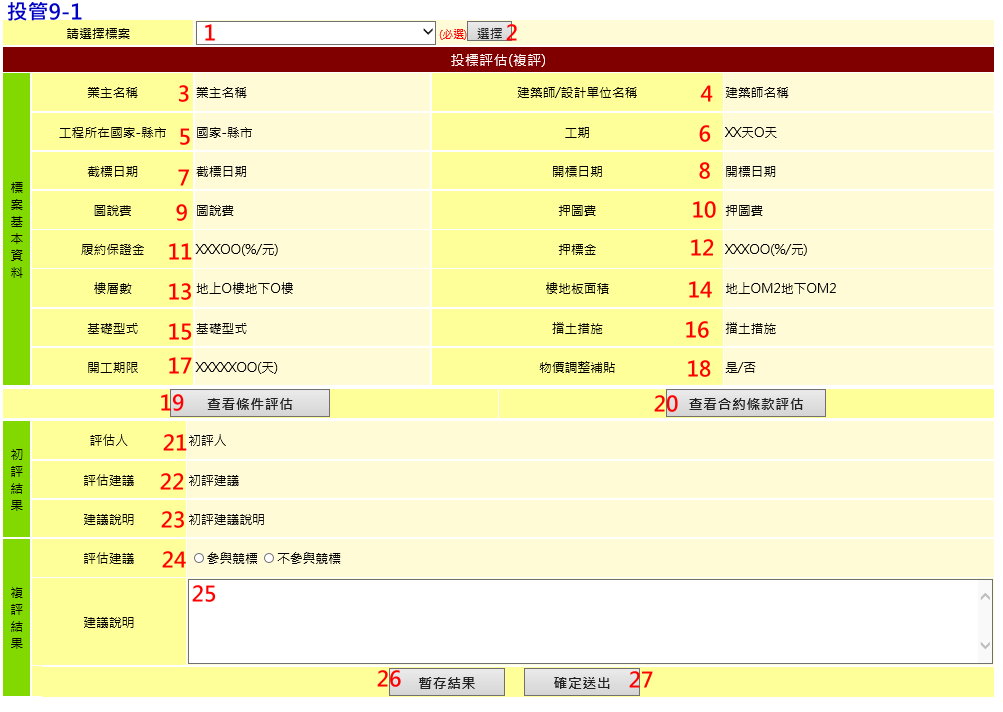 投管9-1
請選擇標案 1 (必選) 選擇 2
投標評估(複評)
標案基本資料
業主名稱 3 業主名稱 建築師/設計單位名稱 4 建築師名稱
工程所在國家-縣市 5 國家-縣市 工期 6 XX天O天
截標日期 7 截標日期 開標日期 8 開標日期
圖說費 9 圖說費 押圖費 10 押圖費
履約保證金 11 XXXOO(%/元) 押標金 12 XXXOO(%/元)
樓層數 13 地上O樓地下O樓 樓地板面積 14 地上OM2地下OM2
基礎型式 15 基礎型式 擋土措施 16 擋土措施
開工期限 17 XXXXXOO(天) 物價調整補貼 18 是/否
19 查看條件評估 20 查看合約條款評估
初評結果
評估人 21 初評人
評估建議 22 初評建議
建議說明 23 初評建議說明
複評結果
評估建議 24 參與競標 不參與競標
建議說明 25
26 暫存結果 確定送出 27